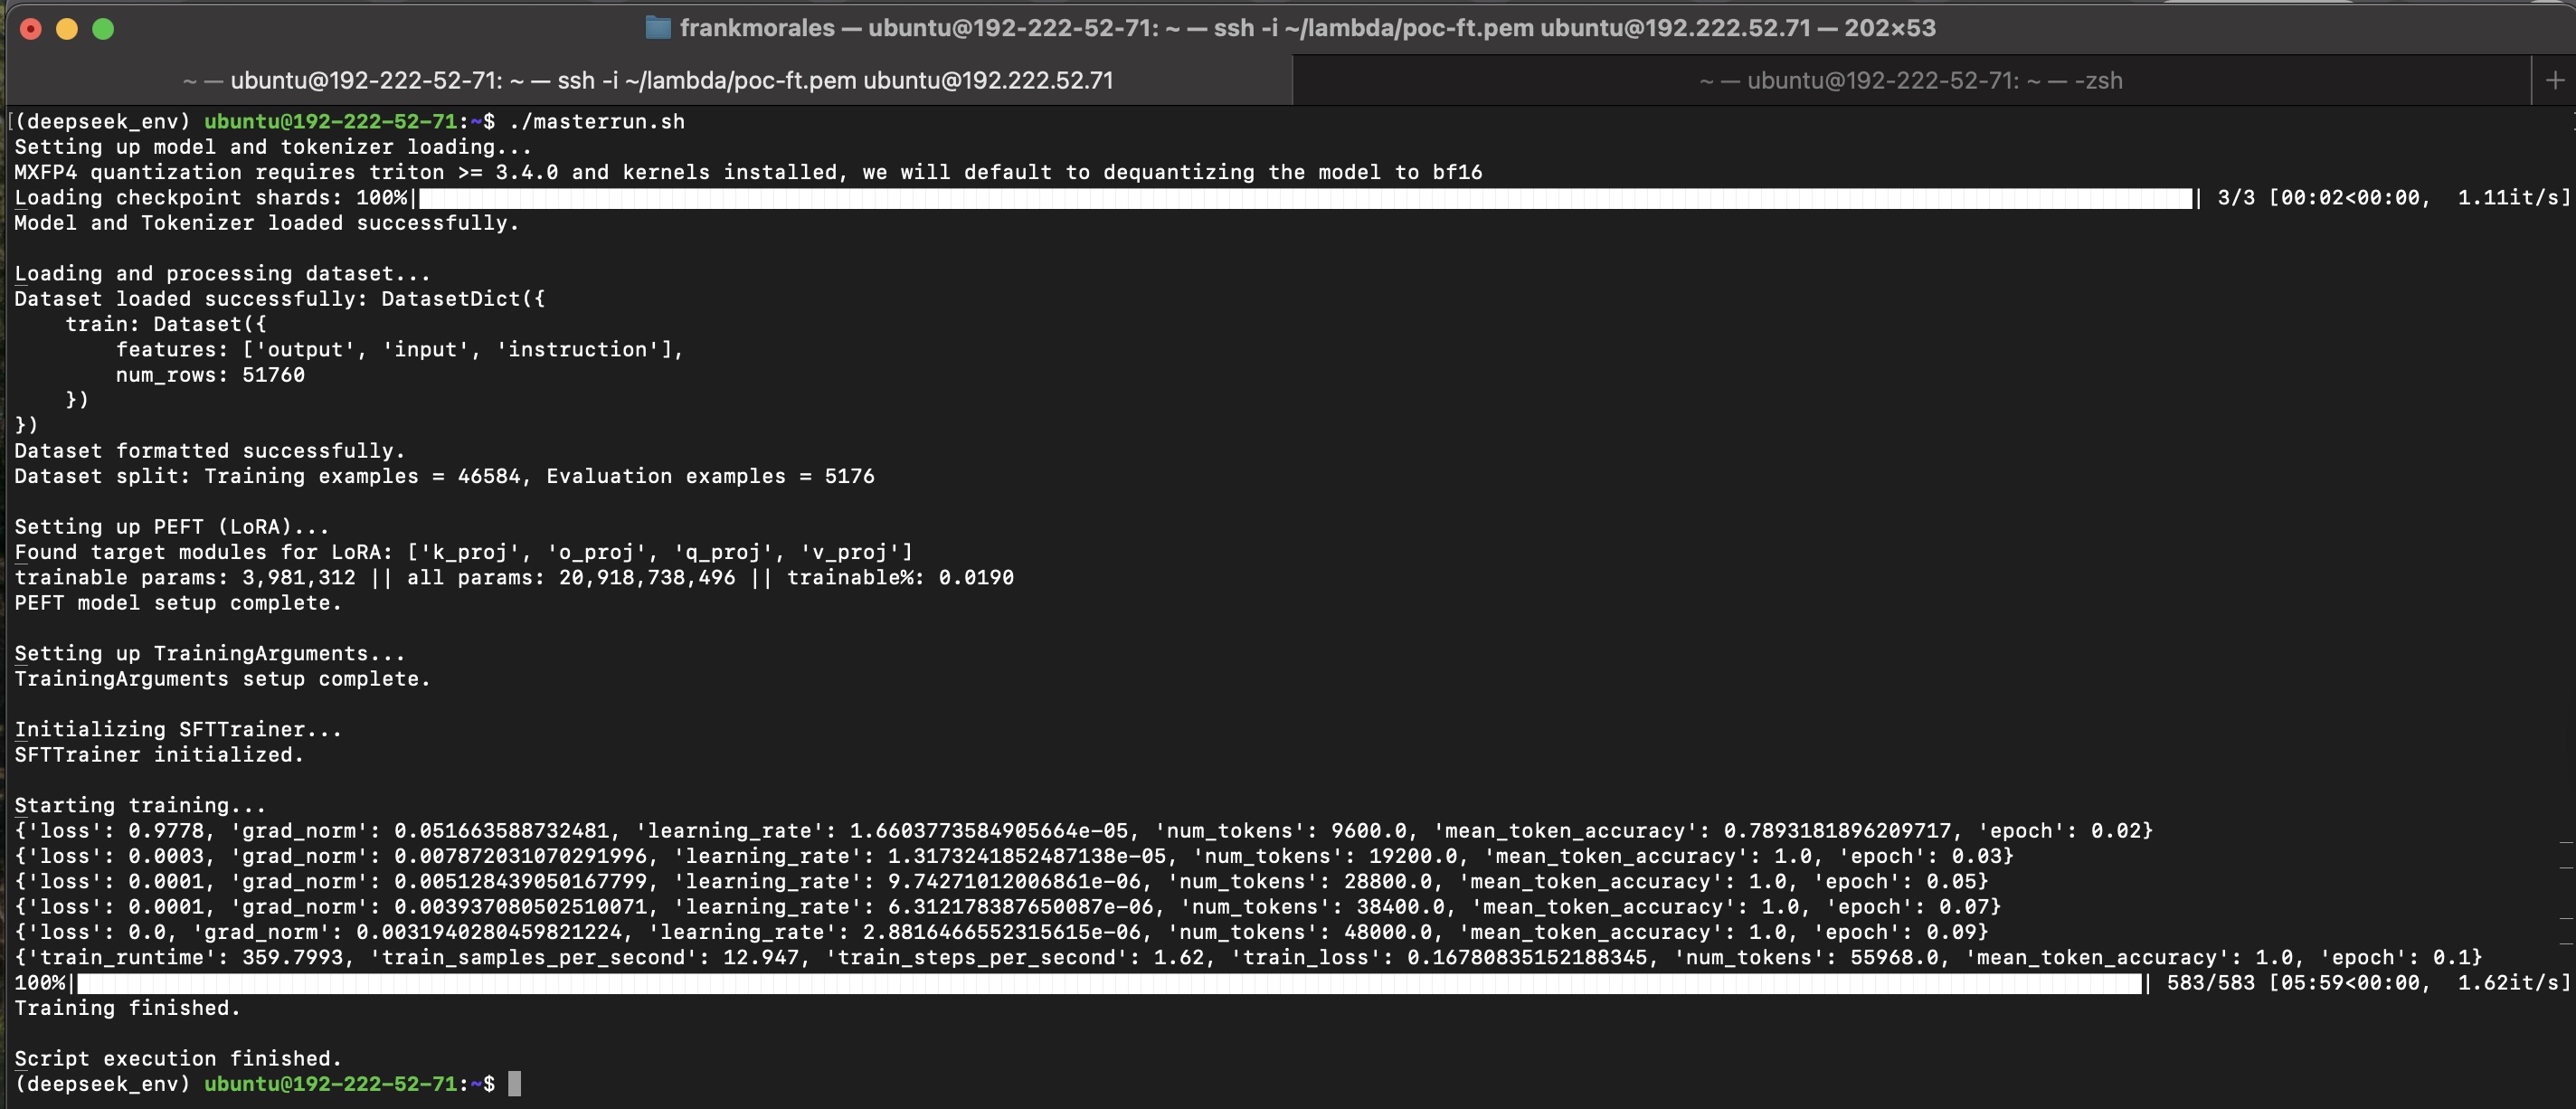 frankmorales — ubuntu@192-222-52-71: ~ — ssh -i ~/lambda/poc-ft.pem ubuntu@192.222.52.71 — 202×53
~ — ubuntu@192-222-52-71: ~ — ssh -i ~/lambda/poc-ft.pem ubuntu@192.222.52.71
~ — ubuntu@192-222-52-71: ~ — -zsh
+
[(deepseek_env) ubuntu@192-222-52-71:~$ ./masterrun.sh
Setting up model and tokenizer loading...
MXFP4 quantization requires triton >= 3.4.0 and kernels installed, we will default to dequantizing the model to bf16
Loading checkpoint shards: 100%| | 3/3 [00:02<00:00,  1.11it/s]
Model and Tokenizer loaded successfully.
Loading and processing dataset...
Dataset loaded successfully: DatasetDict({
    train: Dataset({
        features: ['output', 'input', 'instruction'],
        num_rows: 51760
    })
})
Dataset formatted successfully.
Dataset split: Training examples = 46584, Evaluation examples = 5176
Setting up PEFT (LoRA)...
Found target modules for LoRA: ['k_proj', 'o_proj', 'q_proj', 'v_proj']
trainable params: 3,981,312 || all params: 20,918,738,496 || trainable%: 0.0190
PEFT model setup complete.
Setting up TrainingArguments...
TrainingArguments setup complete.
Initializing SFTTrainer...
SFTTrainer initialized.
Starting training...
{'loss': 0.9778, 'grad_norm': 0.051663588732481, 'learning_rate': 1.6603773584905664e-05, 'num_tokens': 9600.0, 'mean_token_accuracy': 0.7893181896209717, 'epoch': 0.02}
{'loss': 0.0003, 'grad_norm': 0.007872031070291996, 'learning_rate': 1.3173241852487138e-05, 'num_tokens': 19200.0, 'mean_token_accuracy': 1.0, 'epoch': 0.03}
{'loss': 0.0001, 'grad_norm': 0.005128439050167799, 'learning_rate': 9.74271012006861e-06, 'num_tokens': 28800.0, 'mean_token_accuracy': 1.0, 'epoch': 0.05}
{'loss': 0.0001, 'grad_norm': 0.003937080502510071, 'learning_rate': 6.312178387650087e-06, 'num_tokens': 38400.0, 'mean_token_accuracy': 1.0, 'epoch': 0.07}
{'loss': 0.0, 'grad_norm': 0.0031940280459821224, 'learning_rate': 2.8816466552315615e-06, 'num_tokens': 48000.0, 'mean_token_accuracy': 1.0, 'epoch': 0.09}
{'train_runtime': 359.7993, 'train_samples_per_second': 12.947, 'train_steps_per_second': 1.62, 'train_loss': 0.16780835152188345, 'num_tokens': 55968.0, 'mean_token_accuracy': 1.0, 'epoch': 0.1}
100%| | 583/583 [05:59<00:00,  1.62it/s]
Training finished.
Script execution finished.
(deepseek_env) ubuntu@192-222-52-71:~$